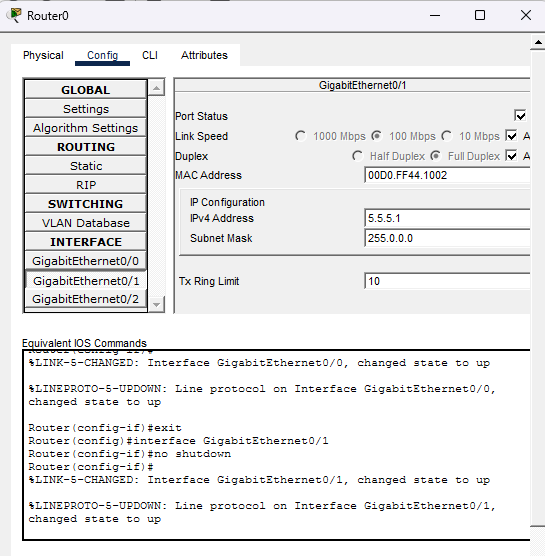 Router0
Physical Config CLI Attributes
GLOBAL
Settings
Algorithm Settings
ROUTING
Static
RIP
SWITCHING
VLAN Database
INTERFACE
GigabitEthernet0/0
GigabitEthernet0/1
GigabitEthernet0/2
GigabitEthernet0/1
Port Status
Link Speed 1000 Mbps 100 Mbps 10 Mbps A
Duplex Half Duplex Full Duplex A
MAC Address 00D0.FF44.1002
IP Configuration
IPv4 Address 5.5.5.1
Subnet Mask 255.0.0.0
Tx Ring Limit 10
Equivalent IOS Commands
Router(config-if)#
%LINK-5-CHANGED: Interface GigabitEthernet0/0, changed state to up
%LINEPROTO-5-UPDOWN: Line protocol on Interface GigabitEthernet0/0,
changed state to up
Router(config-if)#exit
Router(config)#interface GigabitEthernet0/1
Router(config-if)#no shutdown
Router(config-if)#
%LINK-5-CHANGED: Interface GigabitEthernet0/1, changed state to up
%LINEPROTO-5-UPDOWN: Line protocol on Interface GigabitEthernet0/1,
changed state to up